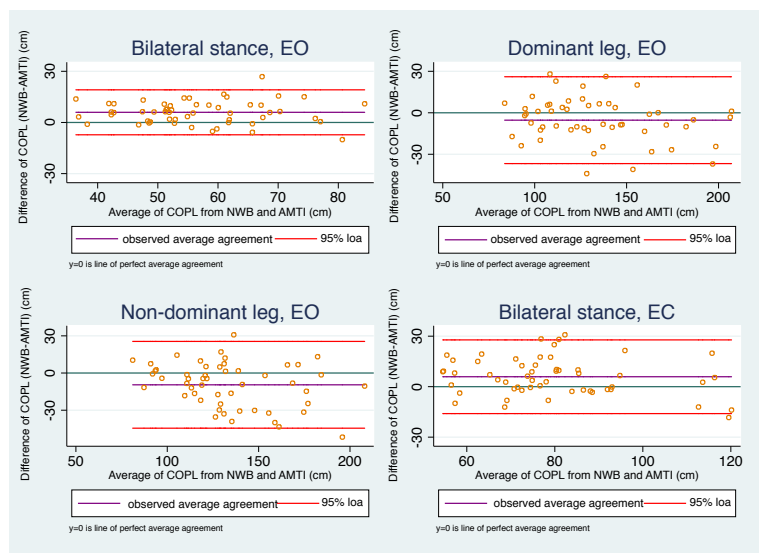 Bilateral stance, EO
Difference of COPL (NWB-AMTI) (cm)
30
0
-30
40 50 60 70 80
Average of COPL from NWB and AMTI (cm)
observed average agreement 95% loa
y=0 is line of perfect average agreement
Dominant leg, EO
Difference of COPL (NWB-AMTI) (cm)
30
0
-30
50 100 150 200
Average of COPL from NWB and AMTI (cm)
observed average agreement 95% loa
y=0 is line of perfect average agreement
Non-dominant leg, EO
Difference of COPL (NWB-AMTI) (cm)
30
0
-30
50 100 150 200
Average of COPL from NWB and AMTI (cm)
observed average agreement 95% loa
y=0 is line of perfect average agreement
Bilateral stance, EC
Difference of COPL (NWB-AMTI) (cm)
30
0
-30
60 80 100 120
Average of COPL from NWB and AMTI (cm)
observed average agreement 95% loa
y=0 is line of perfect average agreement